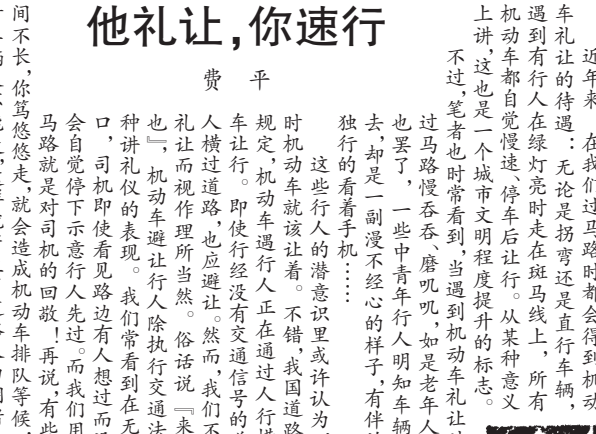 他礼让,你速行
费 平
近年来，在我们过马路时都会得到机动
车礼让的待遇：无论是拐弯还是直行车辆，
遇到有行人在绿灯亮时走在斑马线上，所有
机动车都自觉慢速、停车后让行。从某种意义
上讲，这也是一个城市文明程度提升的标志。
不过，笔者也时常看到，当遇到机动车礼让
过马路慢吞吞、磨叽叽，如是老年人
也罢了，一些中青年行人明知车辆
去，却是一副漫不经心的样子，有伴
独行的看着手机……
这些行人的潜意识里或许认为，
时机动车就该让着。不错，我国道路
规定，机动车遇行人正在通过人行横
车让行。即使行经没有交通信号的
人横过道路，也应避让。然而，我们不
礼让而视作理所当然。俗话说『来
也』，机动车避让行人除执行交通法
种讲礼仪的表现。我们常看到在无
口，司机即使看见路边有人想过而
会自觉停下示意行人先过。而我们用
马路就是对司机的回敬！再说，有些
间不长，你笃悠悠走，就会造成机动车排队等候，